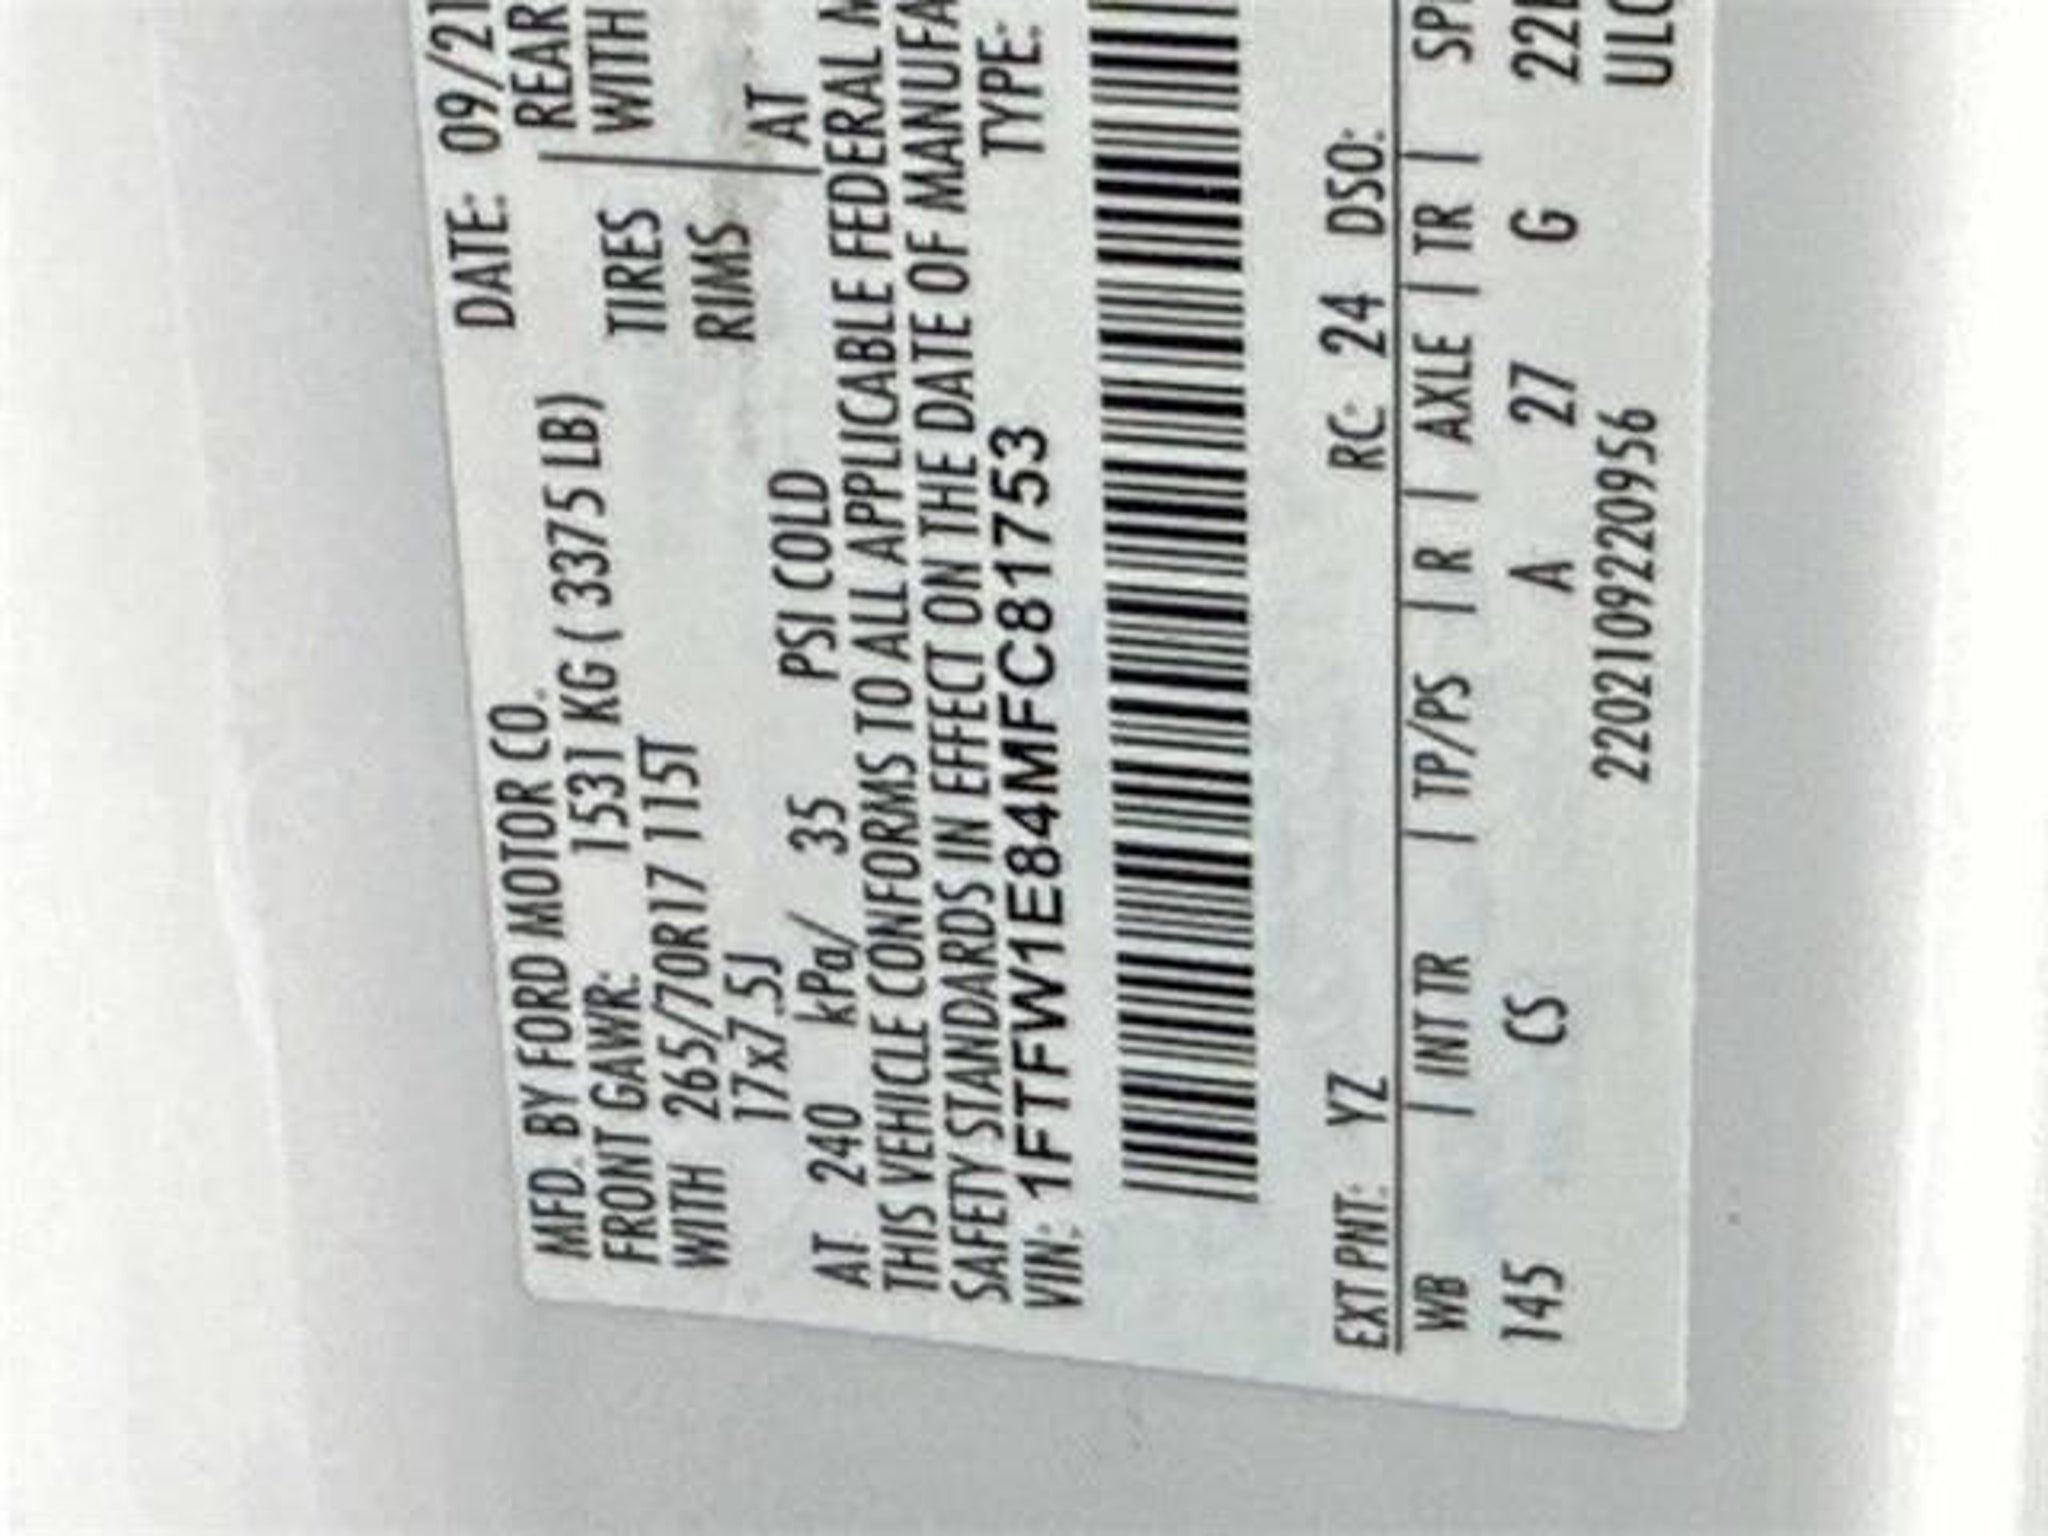 MFD. BY FORD MOTOR CO. DATE: 09/21
FRONT GAWR: 1531 KG ( 3375 LB) REAR
WITH 265/70R17 115T TIRES WITH
17x7.5J RIMS
AT 240 kPa/ 35 PSI COLD AT
THIS VEHICLE CONFORMS TO ALL APPLICABLE FEDERAL M
SAFETY STANDARDS IN EFFECT ON THE DATE OF MANUFA
VIN: 1FTFW1E84MFC81753 TYPE:
EXT PNT: YZ RC: 24 DSO:
WB | INT TR | TP/PS | R | AXLE | TR | SP
145 CS A A 27 G 22
2202109220956 ULC